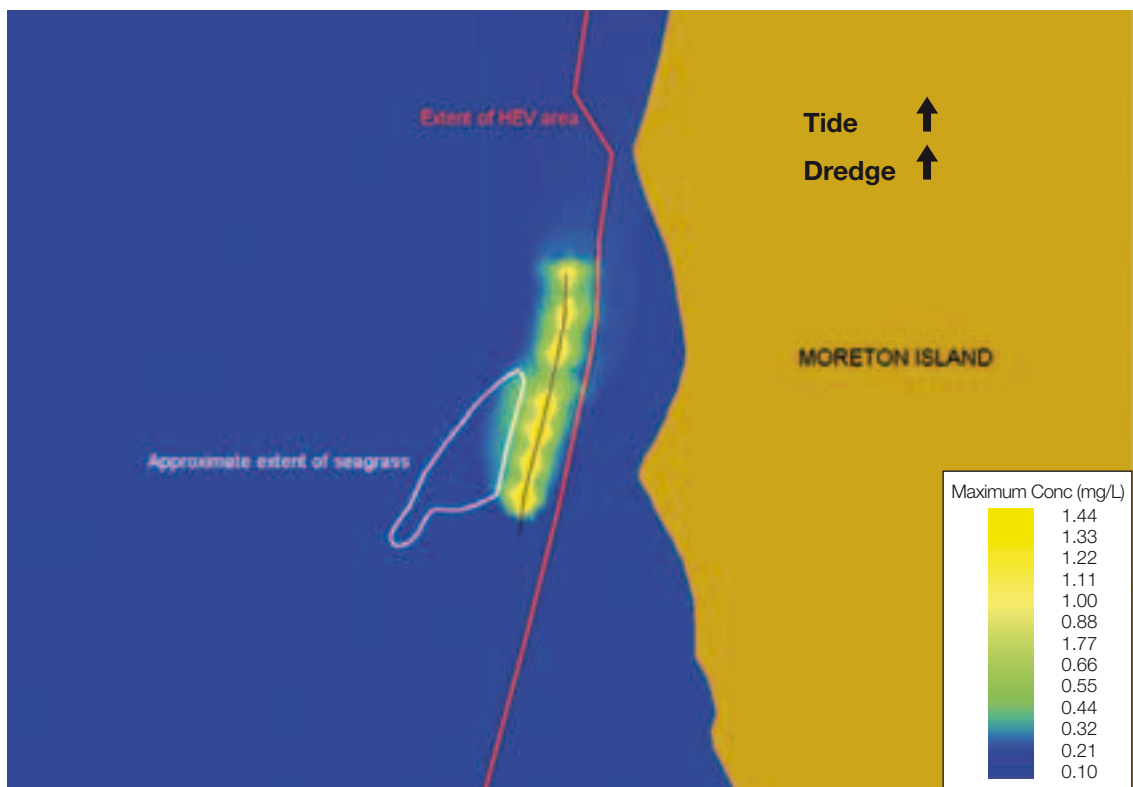 Extent of HEV area
Tide
Dredge
MORETON ISLAND
Approximate extent of seagrass
Maximum Conc (mg/L)
1.44
1.33
1.22
1.11
1.00
0.88
1.77
0.66
0.55
0.44
0.32
0.21
0.10